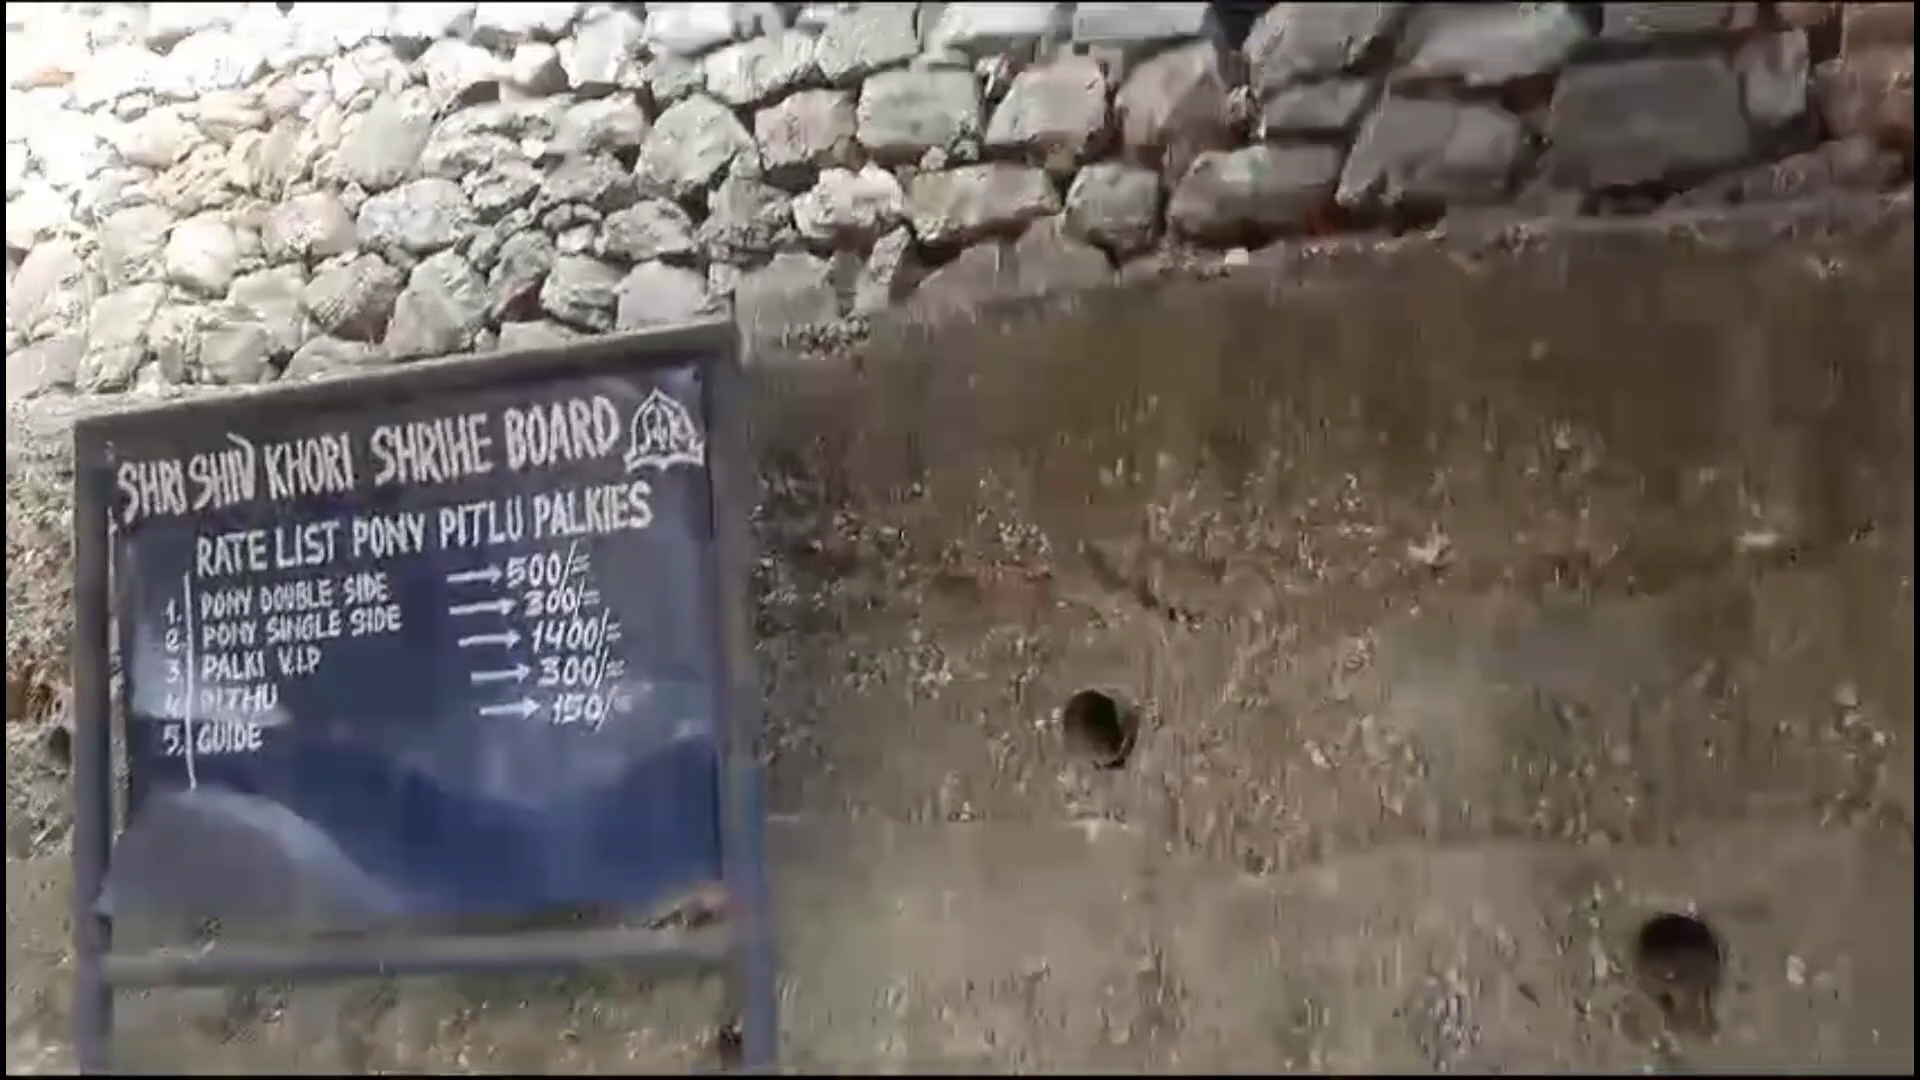 SHRI SHIV KHORI SHRIHE BOARD
RATE LIST PONY PITLU PALKIES
1. PONY DOUBLE SIDE → 500/=
2. PONY SINGLE SIDE → 300/=
3. PALKI V.I.P → 1400/=
4. PITHU → 300/=
5. GUIDE → 150/=